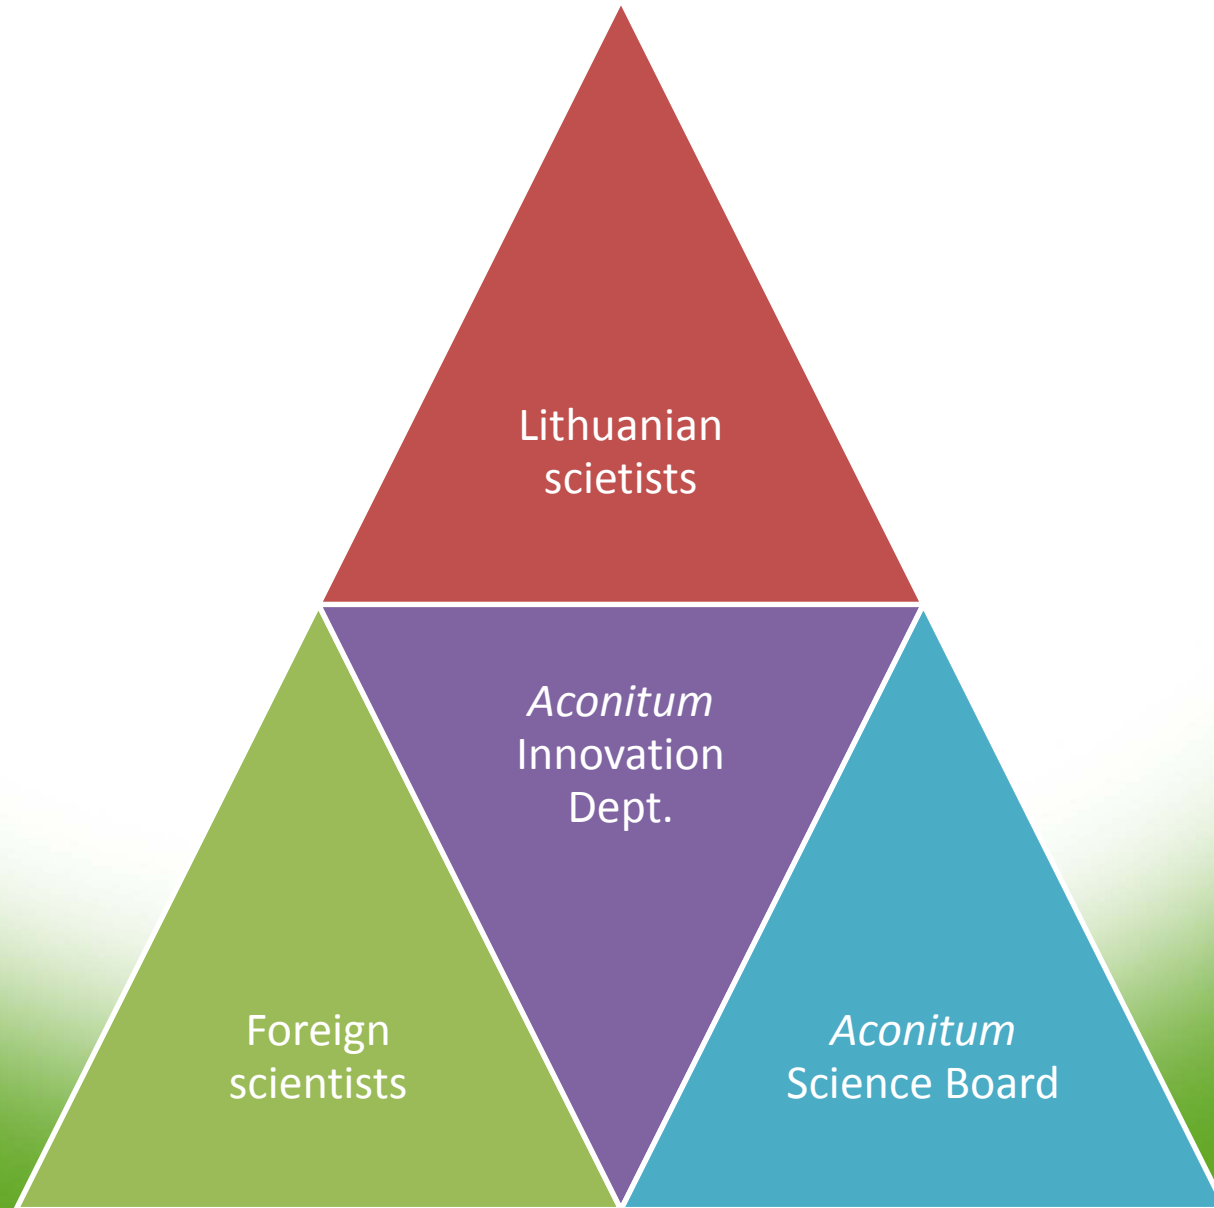 Lithuanian
scietists
Aconitum
Innovation
Dept.
Foreign
scientists
Aconitum
Science Board